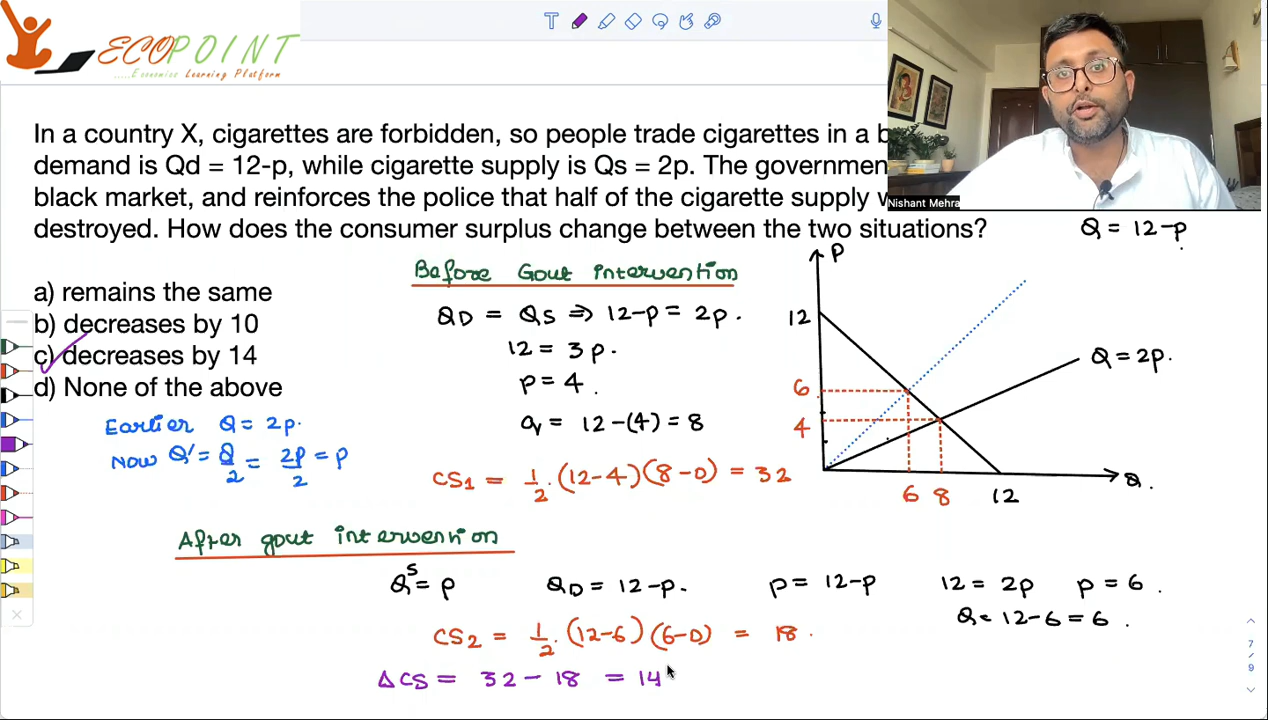 ECOPOINT
.....Economics Learning Platform
Nishant Mehra
In a country X, cigarettes are forbidden, so people trade cigarettes in a b
demand is Qd = 12-p, while cigarette supply is Qs = 2p. The government
black market, and reinforces the police that half of the cigarette supply w
destroyed. How does the consumer surplus change between the two situations?
a) remains the same
b) decreases by 10
c) decreases by 14
d) None of the above
Earlier Q = 2p.
Now Q' = Q/2 = 2p/2 = p
Before Gout intervention
QD = QS ⇒ 12-p = 2p.
12 = 3p.
p = 4.
q = 12-(4) = 8
CS1 = 1/2.(12-4)(8-0) = 32
Q = 12-p
P
12
6
4
Q = 2p.
6 8 12
Q.
After gout intervention
Q^S = p QD = 12-p. p = 12-p 12 = 2p p = 6.
Q = 12-6 = 6.
CS2 = 1/2.(12-6)(6-0) = 18.
ΔCS = 32 - 18 = 14
7/9